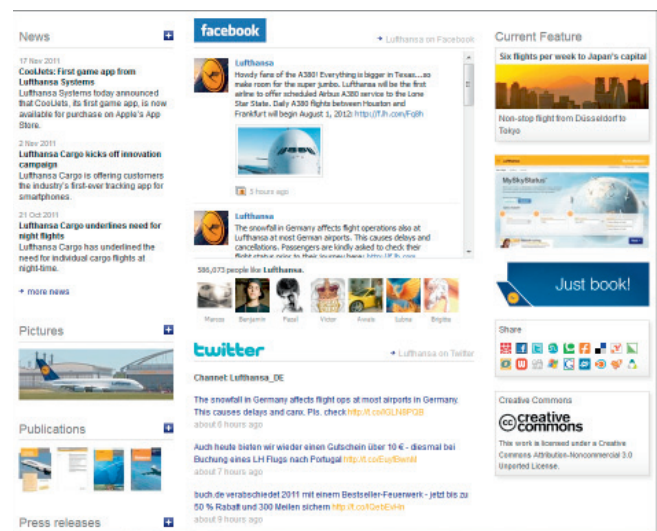 News
17 Nov 2011
CoolJets: First game app from
Lufthansa Systems
Lufthansa Systems today announced
that CoolJets, its first game app, is now
available for purchase on Apple's App
Store.
2 Nov 2011
Lufthansa Cargo kicks off innovation
campaign
Lufthansa Cargo is offering customers
the industry's first-ever tracking app for
smartphones.
21 Oct 2011
Lufthansa Cargo underlines need for
night flights
Lufthansa Cargo has underlined the
need for individual cargo flights at
night-time.
more news
Pictures
Publications
Press releases
facebook
Lufthansa on Facebook
Lufthansa
Howdy fans of the A380! Everything is bigger in Texas...so
make room for the super jumbo. Lufthansa will be the first
airline to offer scheduled Airbus A380 service to the Lone
Star State. Daily A380 flights between Houston and
Frankfurt will begin August 1, 2012:
3 hours ago
Lufthansa
The snowfall in Germany affects flight operations also at
Lufthansa at most German airports. This causes delays and
cancellations. Passengers are kindly asked to check their
flight status prior to their journey here:
586,073 people like Lufthansa.
Marcos Benjamin Faisal Victor Awais Lubna Brigitte
twitter
Lufthansa on Twitter
Channel: Lufthansa_DE
The snowfall in Germany affects flight ops at most airports in Germany.
This causes delays and canx. Pls. check
about 6 hours ago
Auch heute bieten wir wieder einen Gutschein über 10 € - diesmal bei
Buchung eines LH Flugs nach Portugal
about 7 hours ago
buch.de verabschiedet 2011 mit einem Bestseller-Feuerwerk - jetzt bis zu
50 % Rabatt und 300 Meilen sichern
about 9 hours ago
Current Feature
Six flights per week to Japan's capital
Non-stop flight from Düsseldorf to
Tokyo
MySkyStatus
Just book!
Share
Creative Commons
cc creative
commons
This work is licensed under a Creative
Commons Attribution-Noncommercial 3.0
Unported License.